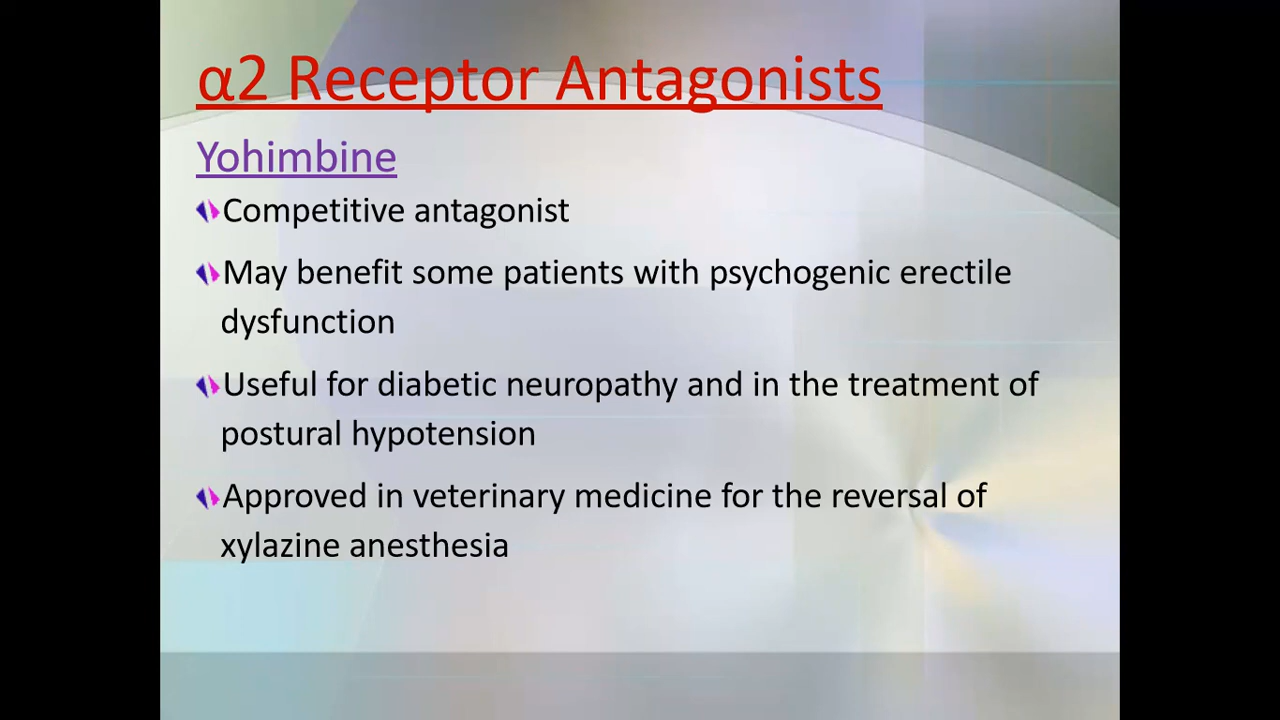 α2 Receptor Antagonists
Yohimbine
Competitive antagonist
May benefit some patients with psychogenic erectile
dysfunction
Useful for diabetic neuropathy and in the treatment of
postural hypotension
Approved in veterinary medicine for the reversal of
xylazine anesthesia